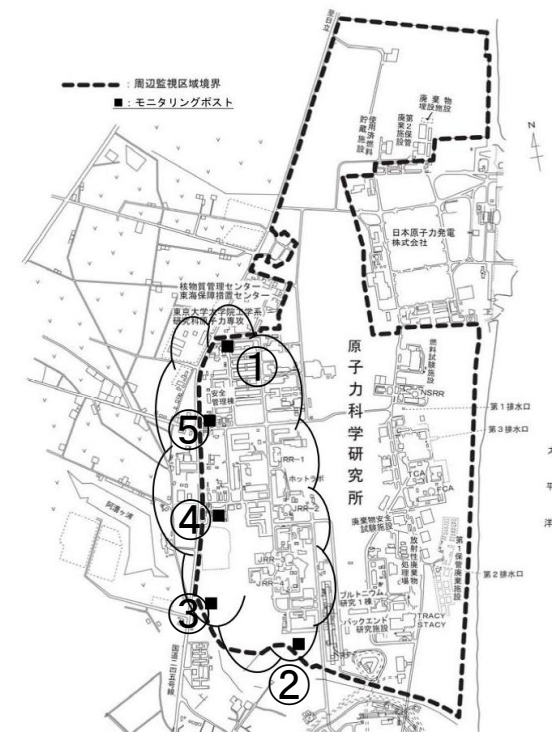 至日立
：周辺監視区域境界
：モニタリングポスト
廃棄物
埋設施設
第2保管
廃棄施設
使用済燃料
貯蔵施設
N
日本原子力発電
株式会社
核物質管理センター
東海保障措置センター
東京大学大学院工学系
研究科原子力専攻
原子力科学研究所
燃料試験施設
①
NSRR
安全
管理棟
第1排水口
⑤
第3排水口
JRR-1
太
ホットラボ
TCA
FCA
平
④
JRR-2
廃棄物安全
試験施設
洋
阿漕ヶ浦
放射性廃棄物
処理場
第1保管廃棄施設
第2排水口
③
プルトニウム
研究1棟
バックエンド
研究施設
TRACY
STACY
国道二四五号線
②